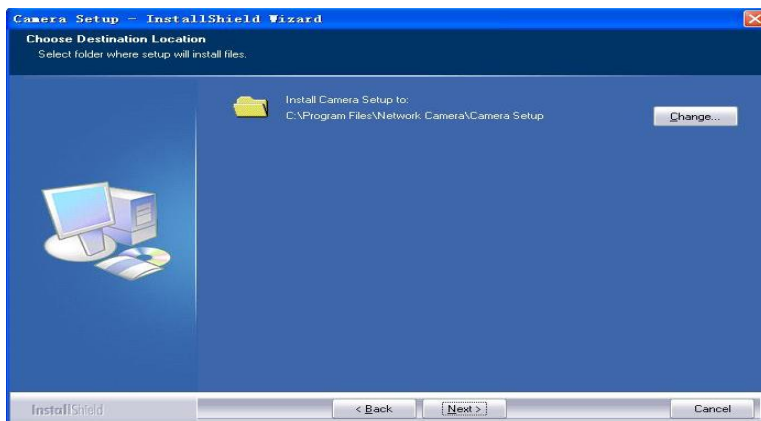 Camera Setup - InstallShield Wizard
Choose Destination Location
Select folder where setup will install files.
Install Camera Setup to:
C:\Program Files\Network Camera\Camera Setup
Change...
InstallShield
< Back
Next >
Cancel